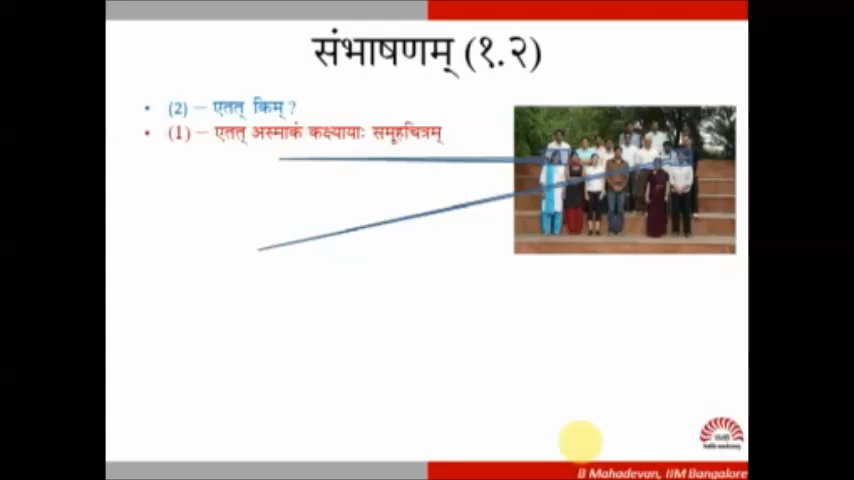 संभाषणम् (१.२)
• (2) – एतत् किम् ?
• (1) – एतत् अस्माकं कक्ष्यायाः समूहचित्रम्
B Mahadevan, IIM Bangalore